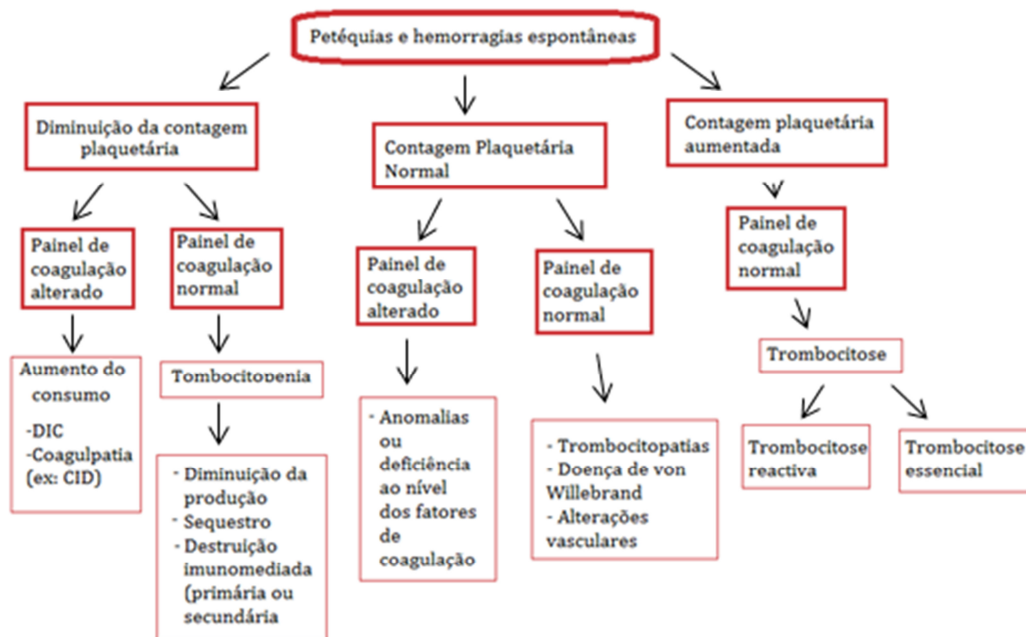 Petéquias e hemorragias espontâneas
Diminuição da contagem
plaquetária
Contagem Plaquetária
Normal
Contagem plaquetária
aumentada
Painel de
coagulação
alterado
Painel de
coagulação
normal
Painel de
coagulação
alterado
Painel de
coagulação
normal
Painel de
coagulação
normal
Aumento do
consumo
-DIC
-Coagulpatia
(ex: CID)
Tombocitopenia
- Diminuição da
produção
- Sequestro
- Destruição
imunomediada
(primária ou
secundária
- Anomalias
ou
deficiência
ao nível
dos fatores
de
coagulação
- Trombocitopatias
- Doença de von
Willebrand
- Alterações
vasculares
Trombocitose
Trombocitose
reactiva
Trombocitose
essencial